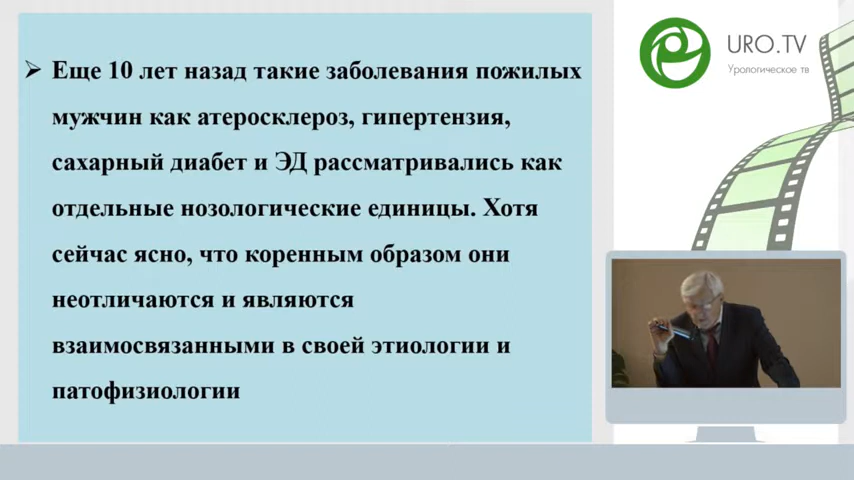 Еще 10 лет назад такие заболевания пожилых
мужчин как атеросклероз, гипертензия,
сахарный диабет и ЭД рассматривались как
отдельные нозологические единицы. Хотя
сейчас ясно, что коренным образом они
неотличаются и являются
взаимосвязанными в своей этиологии и
патофизиологии
URO.TV
Урологическое тв